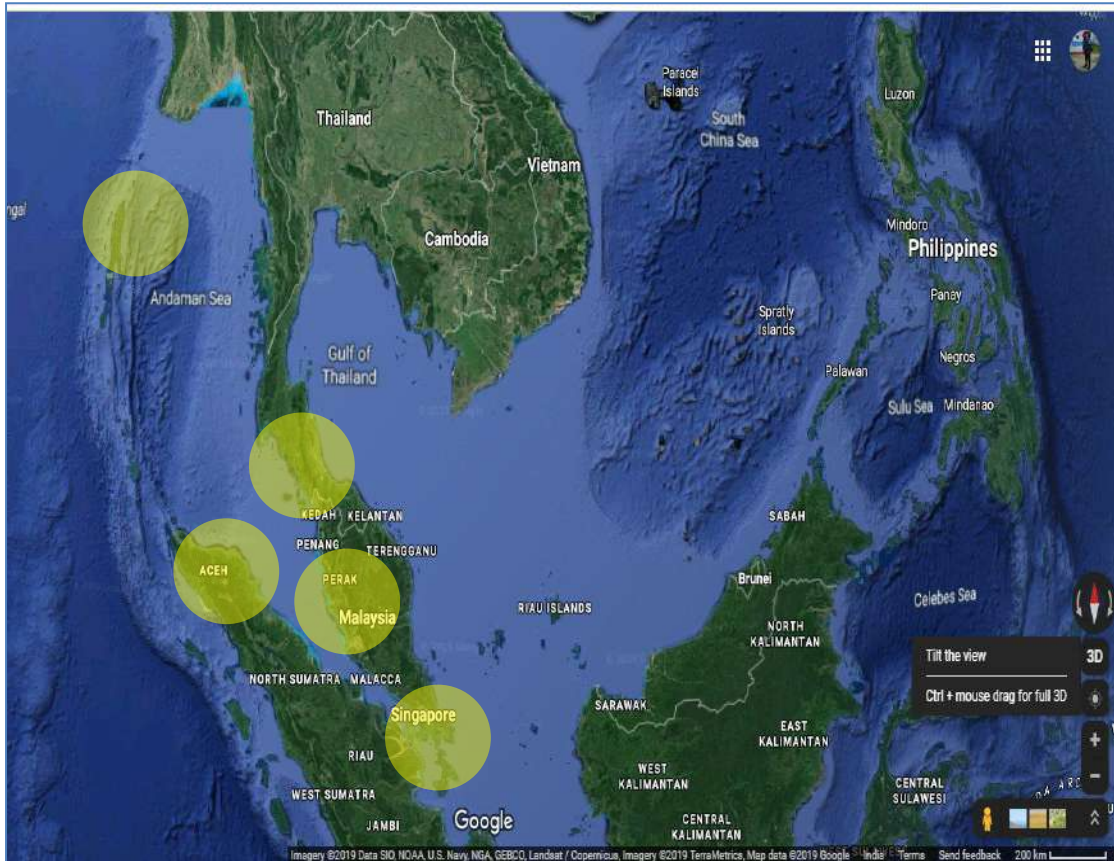 Paracel
Islands
Luzon
Thailand
South
China Sea
Vietnam
ngal
Mindoro
Cambodia
Philippines
Andaman Sea
Panay
Spratly
Islands
Gulf of
Thailand
Negros
Palawan
Sulu Sea
Mindanao
KEDAH
KELANTAN
SABAH
PENANG
TERENGGANU
ACEH
PERAK
Brunei
Malaysia
RIAU ISLANDS
Celebes Sea
NORTH
KALIMANTAN
Tilt the view
3D
NORTH SUMATRA
MALACCA
Ctrl + mouse drag for full 3D
SARAWAK
Singapore
EAST
KALIMANTAN
RIAU
WEST
KALIMANTAN
WEST SUMATRA
CENTRAL
SULAWESI
JAMBI
Google
CENTRAL
KALIMANTAN
Imagery ©2019 Data SIO, NOAA, U.S. Navy, NGA, GEBCO, Landsat / Copernicus, Imagery ©2019 TerraMetrics, Map data ©2019 Google India Terms Send feedback 200 km